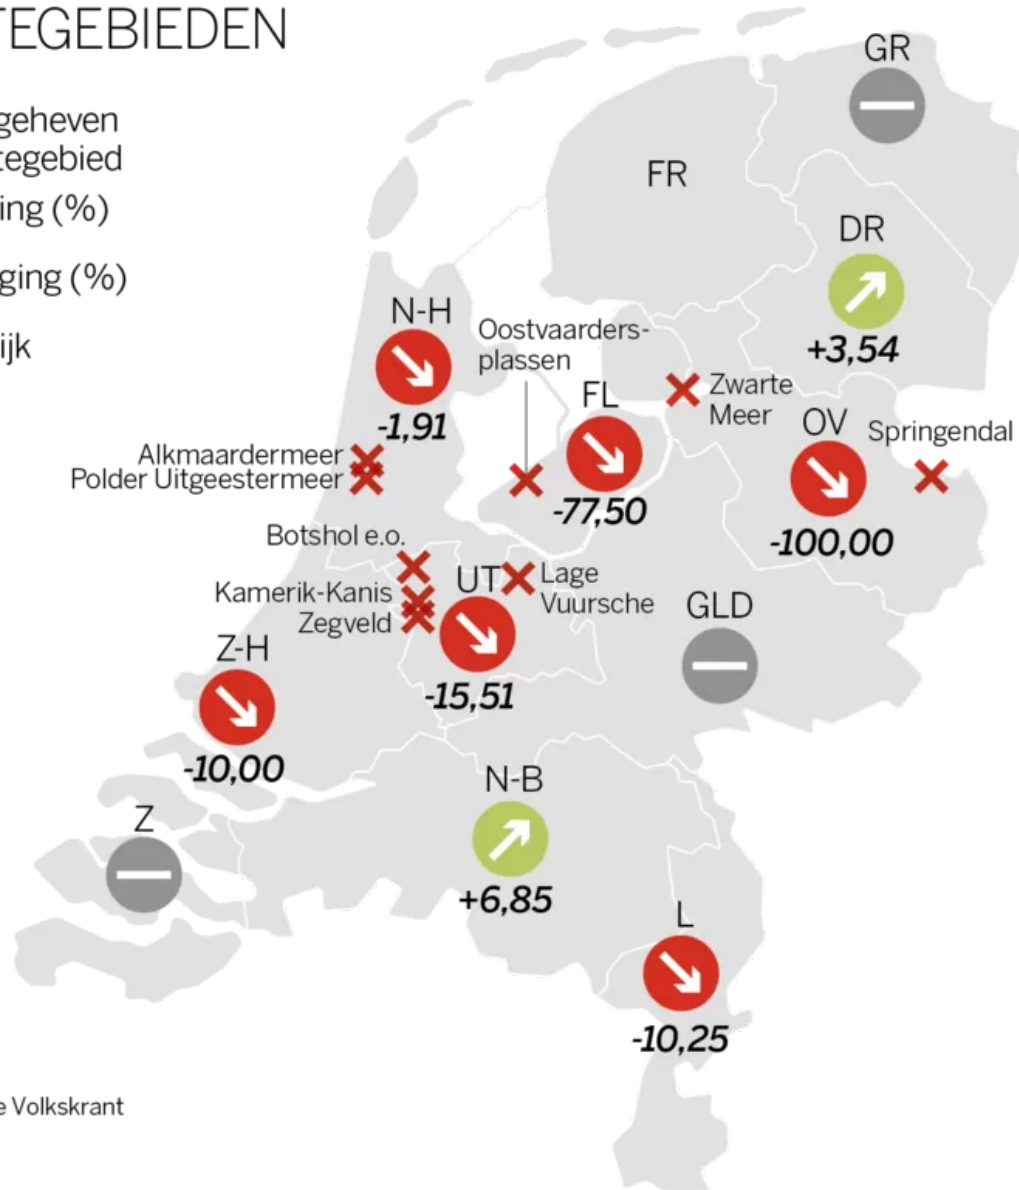 TEGEBIEDEN
geheven
tegebied
ing (%)
ging (%)
ijk
GR
FR
DR
+3,54
N-H
-1,91
Oostvaarders-
plassen
FL
-77,50
Zwarte
Meer
OV
-100,00
Springendal
Alkmaardermeer
Polder Uitgeestermeer
Botshol e.o.
Kamerik-Kanis
Zegveld
UT
-15,51
Lage
Vuursche
GLD
Z-H
-10,00
N-B
+6,85
Z
L
-10,25
e Volkskrant